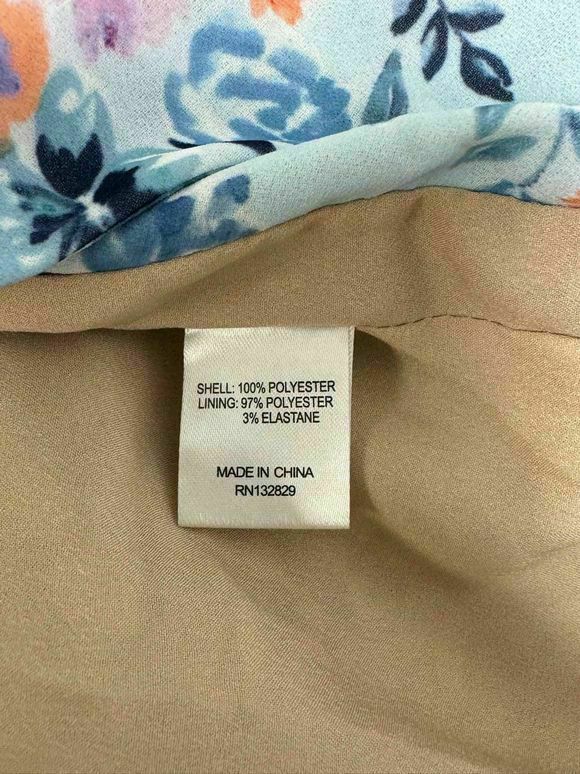 SHELL: 100% POLYESTER
LINING: 97% POLYESTER
3% ELASTANE
MADE IN CHINA
RN132829